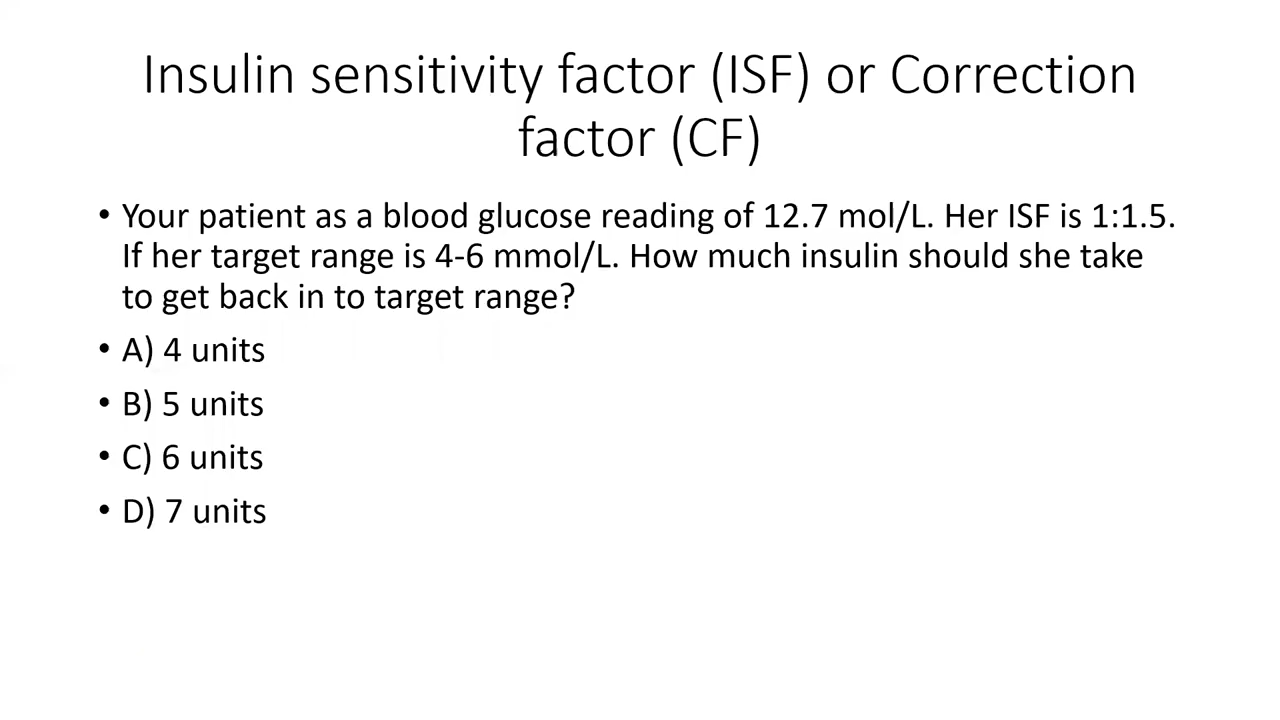 Insulin sensitivity factor (ISF) or Correction
factor (CF)
• Your patient as a blood glucose reading of 12.7 mol/L. Her ISF is 1:1.5.
If her target range is 4-6 mmol/L. How much insulin should she take
to get back in to target range?
• A) 4 units
• B) 5 units
• C) 6 units
• D) 7 units